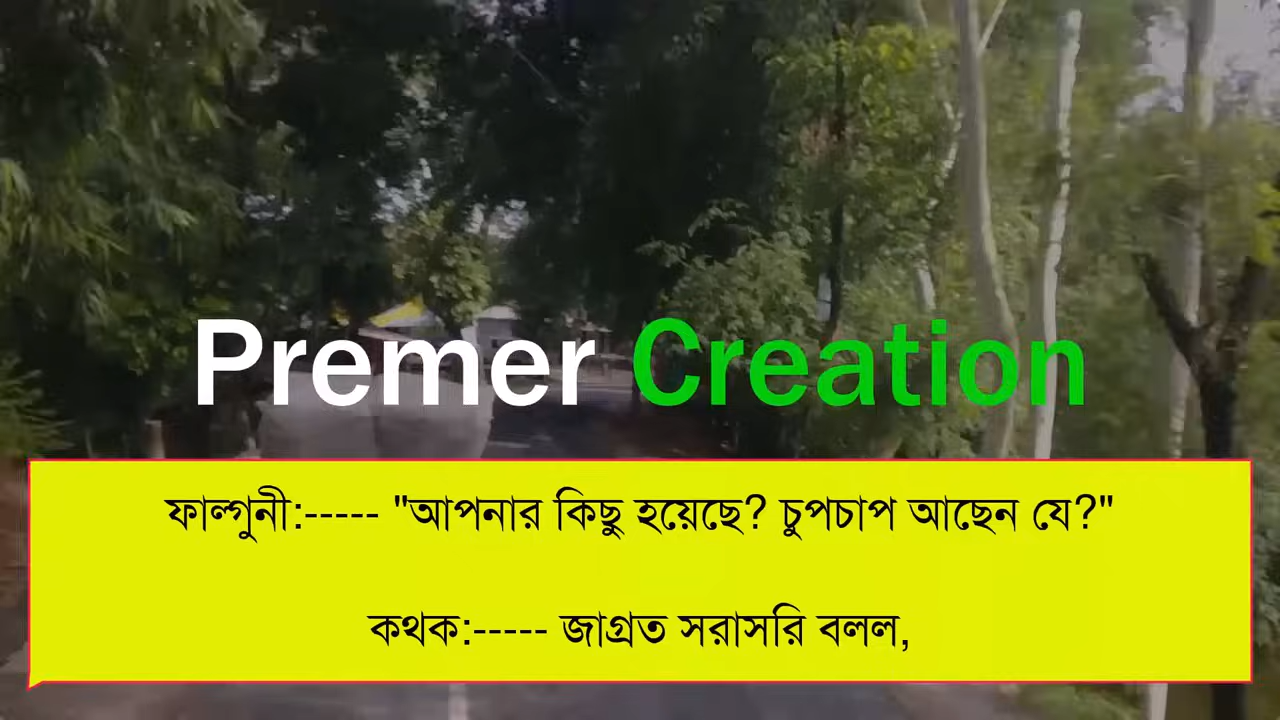 Premer Creation
ফাল্গুনী:----- "আপনার কিছু হয়েছে? চুপচাপ আছেন যে?"
কথক:----- জাগ্রত সরাসরি বলল,